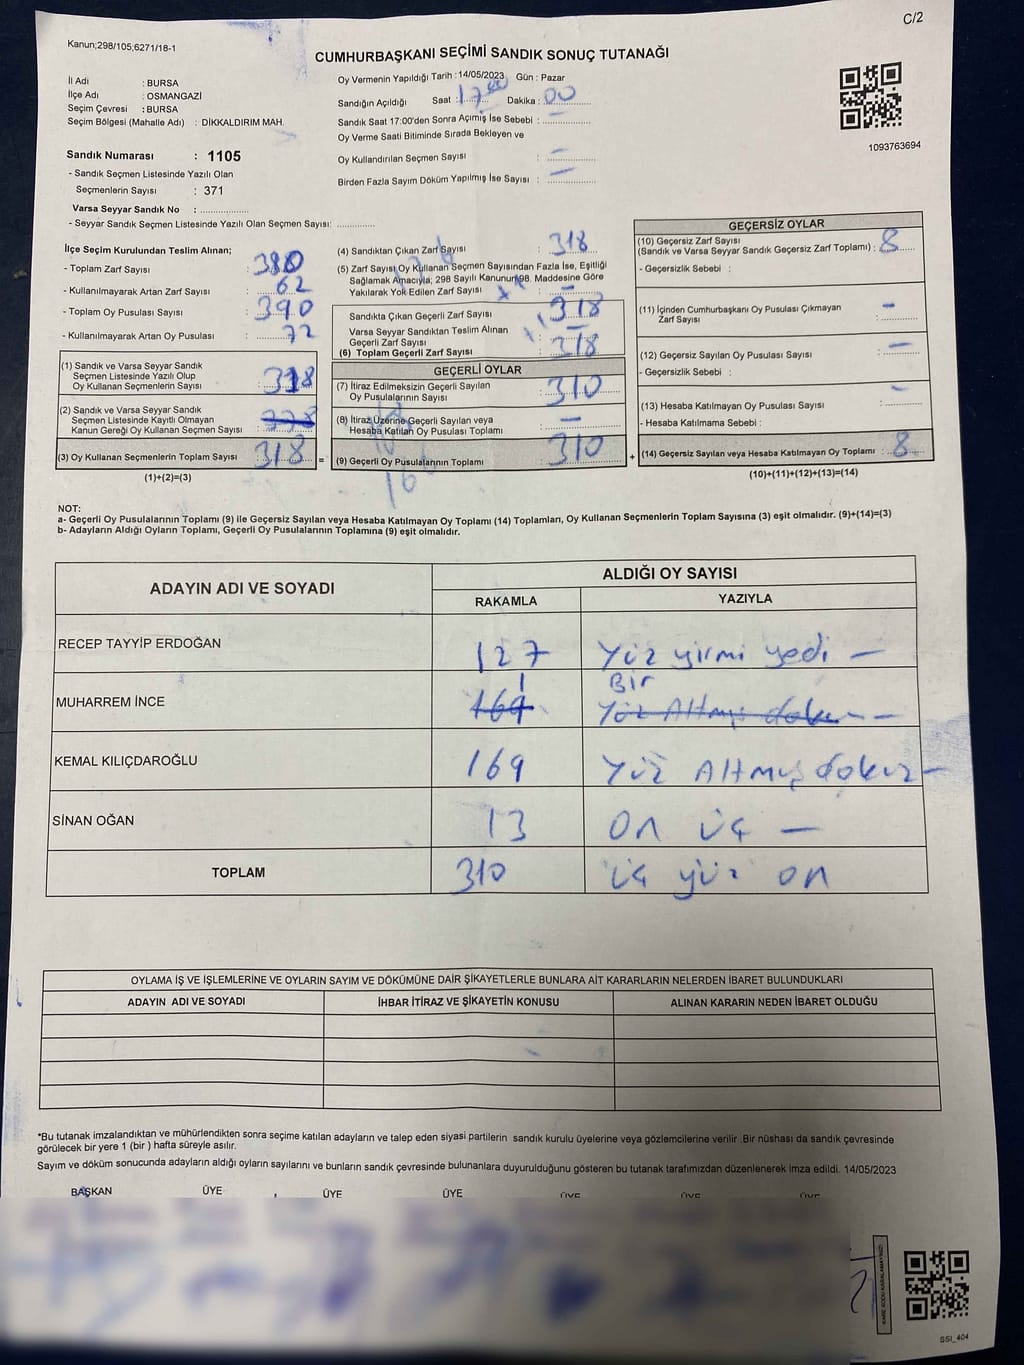 C/2
Kanun;298/105;6271/18-1
CUMHURBAŞKANI SEÇİMİ SANDIK SONUÇ TUTANAĞI
İl Adı : BURSA
İlçe Adı : OSMANGAZİ
Seçim Çevresi : BURSA
Seçim Bölgesi (Mahalle Adı) : DİKKALDIRIM MAH.
Oy Vermenin Yapıldığı Tarih :14/05/2023 Gün : Pazar
Sandığın Açıldığı Saat : 17:00 Dakika : 00
Sandık Saat 17:00'den Sonra Açımış İse Sebebi :
Oy Verme Saati Bitiminde Sırada Bekleyen ve
Oy Kullandırılan Seçmen Sayısı : –
Birden Fazla Sayım Döküm Yapılmış İse Sayısı : –
1093763694
Sandık Numarası : 1105
- Sandık Seçmen Listesinde Yazılı Olan
Seçmenlerin Sayısı : 371
Varsa Seyyar Sandık No :
- Seyyar Sandık Seçmen Listesinde Yazılı Olan Seçmen Sayısı:
İlçe Seçim Kurulundan Teslim Alınan;
- Toplam Zarf Sayısı : 380
- Kullanılmayarak Artan Zarf Sayısı : 62
- Toplam Oy Pusulası Sayısı : 390
- Kullanılmayarak Artan Oy Pusulası : 72
(1) Sandık ve Varsa Seyyar Sandık
Seçmen Listesinde Yazılı Olup
Oy Kullanan Seçmenlerin Sayısı : 318
(2) Sandık ve Varsa Seyyar Sandık
Seçmen Listesinde Kayıtlı Olmayan
Kanun Gereği Oy Kullanan Seçmen Sayısı :
(3) Oy Kullanan Seçmenlerin Toplam Sayısı : 318 =
(1)+(2)=(3)
(4) Sandıktan Çıkan Zarf Sayısı : 318
(5) Zarf Sayısı Oy Kullanan Seçmen Sayısından Fazla İse, Eşitliği
Sağlamak Amacıyla; 298 Sayılı Kanunun 98. Maddesine Göre
Yakılarak Yok Edilen Zarf Sayısı : –
Sandıkta Çıkan Geçerli Zarf Sayısı : 318
Varsa Seyyar Sandıktan Teslim Alınan
Geçerli Zarf Sayısı : –
(6) Toplam Geçerli Zarf Sayısı : 318
GEÇERLİ OYLAR
(7) İtiraz Edilmeksizin Geçerli Sayılan
Oy Pusulalarının Sayısı : 310
(8) İtiraz Üzerine Geçerli Sayılan veya
Hesaba Katılan Oy Pusulası Toplamı : –
(9) Geçerli Oy Pusulalarının Toplamı : 310 +
GEÇERSİZ OYLAR
(10) Geçersiz Zarf Sayısı
(Sandık ve Varsa Seyyar Sandık Geçersiz Zarf Toplamı) : 8
- Geçersizlik Sebebi :
(11) İçinden Cumhurbaşkanı Oy Pusulası Çıkmayan
Zarf Sayısı : –
(12) Geçersiz Sayılan Oy Pusulası Sayısı : –
- Geçersizlik Sebebi :
(13) Hesaba Katılmayan Oy Pusulası Sayısı : –
- Hesaba Katılmama Sebebi :
(14) Geçersiz Sayılan veya Hesaba Katılmayan Oy Toplamı : 8
(10)+(11)+(12)+(13)=(14)
NOT:
a- Geçerli Oy Pusulalarının Toplamı (9) ile Geçersiz Sayılan veya Hesaba Katılmayan Oy Toplamı (14) Toplamları, Oy Kullanan Seçmenlerin Toplam Sayısına (3) eşit olmalıdır. (9)+(14)=(3)
b- Adayların Aldığı Oyların Toplamı, Geçerli Oy Pusulalarının Toplamına (9) eşit olmalıdır.
ADAYIN ADI VE SOYADI ALDIĞI OY SAYISI
RAKAMLA YAZIYLA
RECEP TAYYİP ERDOĞAN 127 Yüz yirmi yedi –
MUHARREM İNCE 1 Bir
169 Yüz Altmış dokuz – –
KEMAL KILIÇDAROĞLU 169 Yüz Altmış dokuz –
SİNAN OĞAN 13 on üç –
TOPLAM 310 üç yüz on
OYLAMA İŞ VE İŞLEMLERİNE VE OYLARIN SAYIM VE DÖKÜMÜNE DAİR ŞİKAYETLERLE BUNLARA AİT KARARLARIN NELERDEN İBARET BULUNDUKLARI
ADAYIN ADI VE SOYADI İHBAR İTİRAZ VE ŞİKAYETİN KONUSU ALINAN KARARIN NEDEN İBARET OLDUĞU
*Bu tutanak imzalandıktan ve mühürlendikten sonra seçime katılan adayların ve talep eden siyasi partilerin sandık kurulu üyelerine veya gözlemcilerine verilir .Bir nüshası da sandık çevresinde
görülecek bir yere 1 (bir ) hafta süreyle asılır.
Sayım ve döküm sonucunda adayların aldığı oyların sayılarını ve bunların sandık çevresinde bulunanlara duyurulduğunu gösteren bu tutanak tarafımızdan düzenlenerek imza edildi. 14/05/2023
BAŞKAN ÜYE ÜYE ÜYE ÜYE ÜYE ÜYE
SSI_404